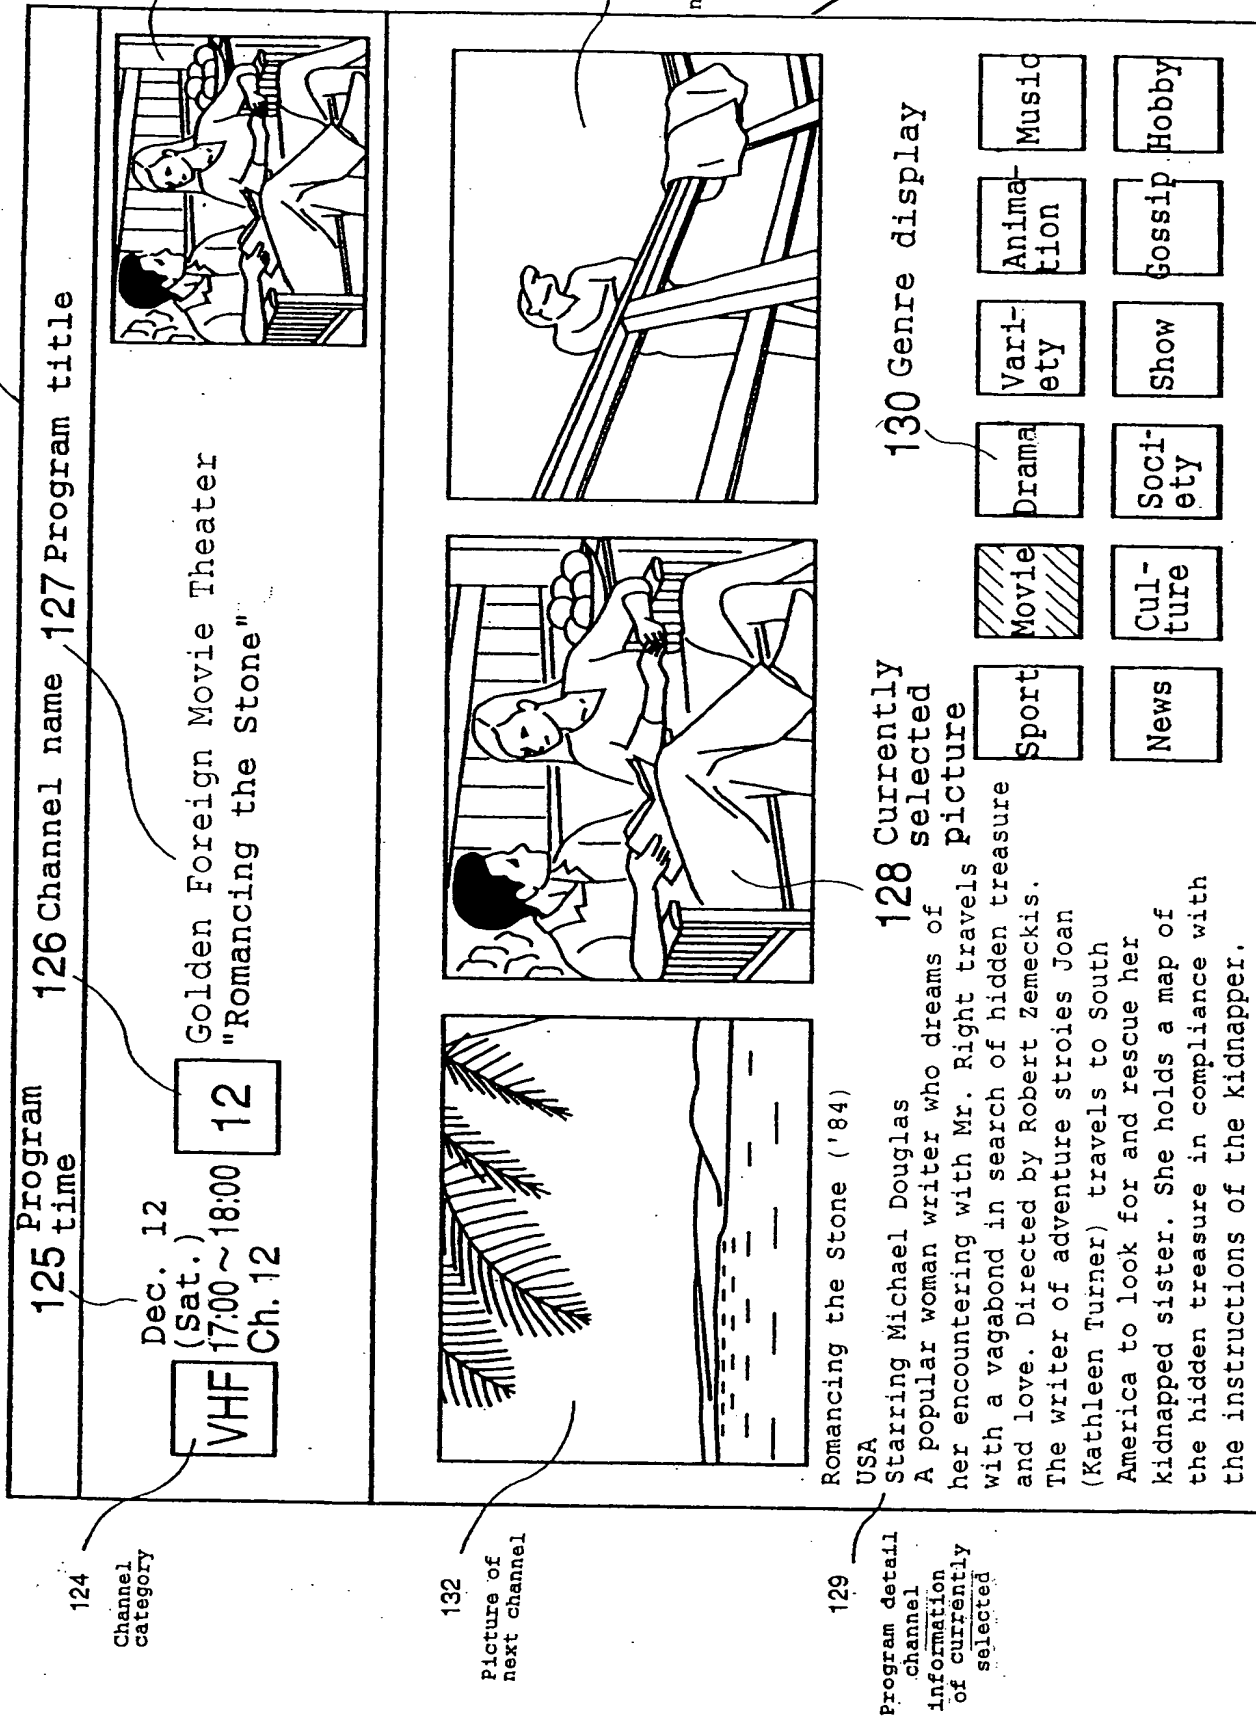 125 Program
time
126 Channel name
127 Program title
124
Channel
category
VHF
Dec. 12
(Sat.)
17:00 ~ 18:00
Ch. 12
12
Golden Foreign Movie Theater
"Romancing the Stone"
132
Picture of
next channel
128 Currently
selected
picture
130 Genre display
129
Program detail
channel
information
of currently
selected
Romancing the Stone ('84)
USA
Starring Michael Douglas
A popular woman writer who dreams of
her encountering with Mr. Right travels
with a vagabond in search of hidden treasure
and love. Directed by Robert Zemeckis.
The writer of adventure stroies Joan
(Kathleen Turner) travels to South
America to look for and rescue her
kidnapped sister. She holds a map of
the hidden treasure in compliance with
the instructions of the kidnapper.
Sport
Movie
Drama
Vari-
ety
Anima-
tion
Music
News
Cul-
ture
Soci-
ety
Show
Gossip
Hobby